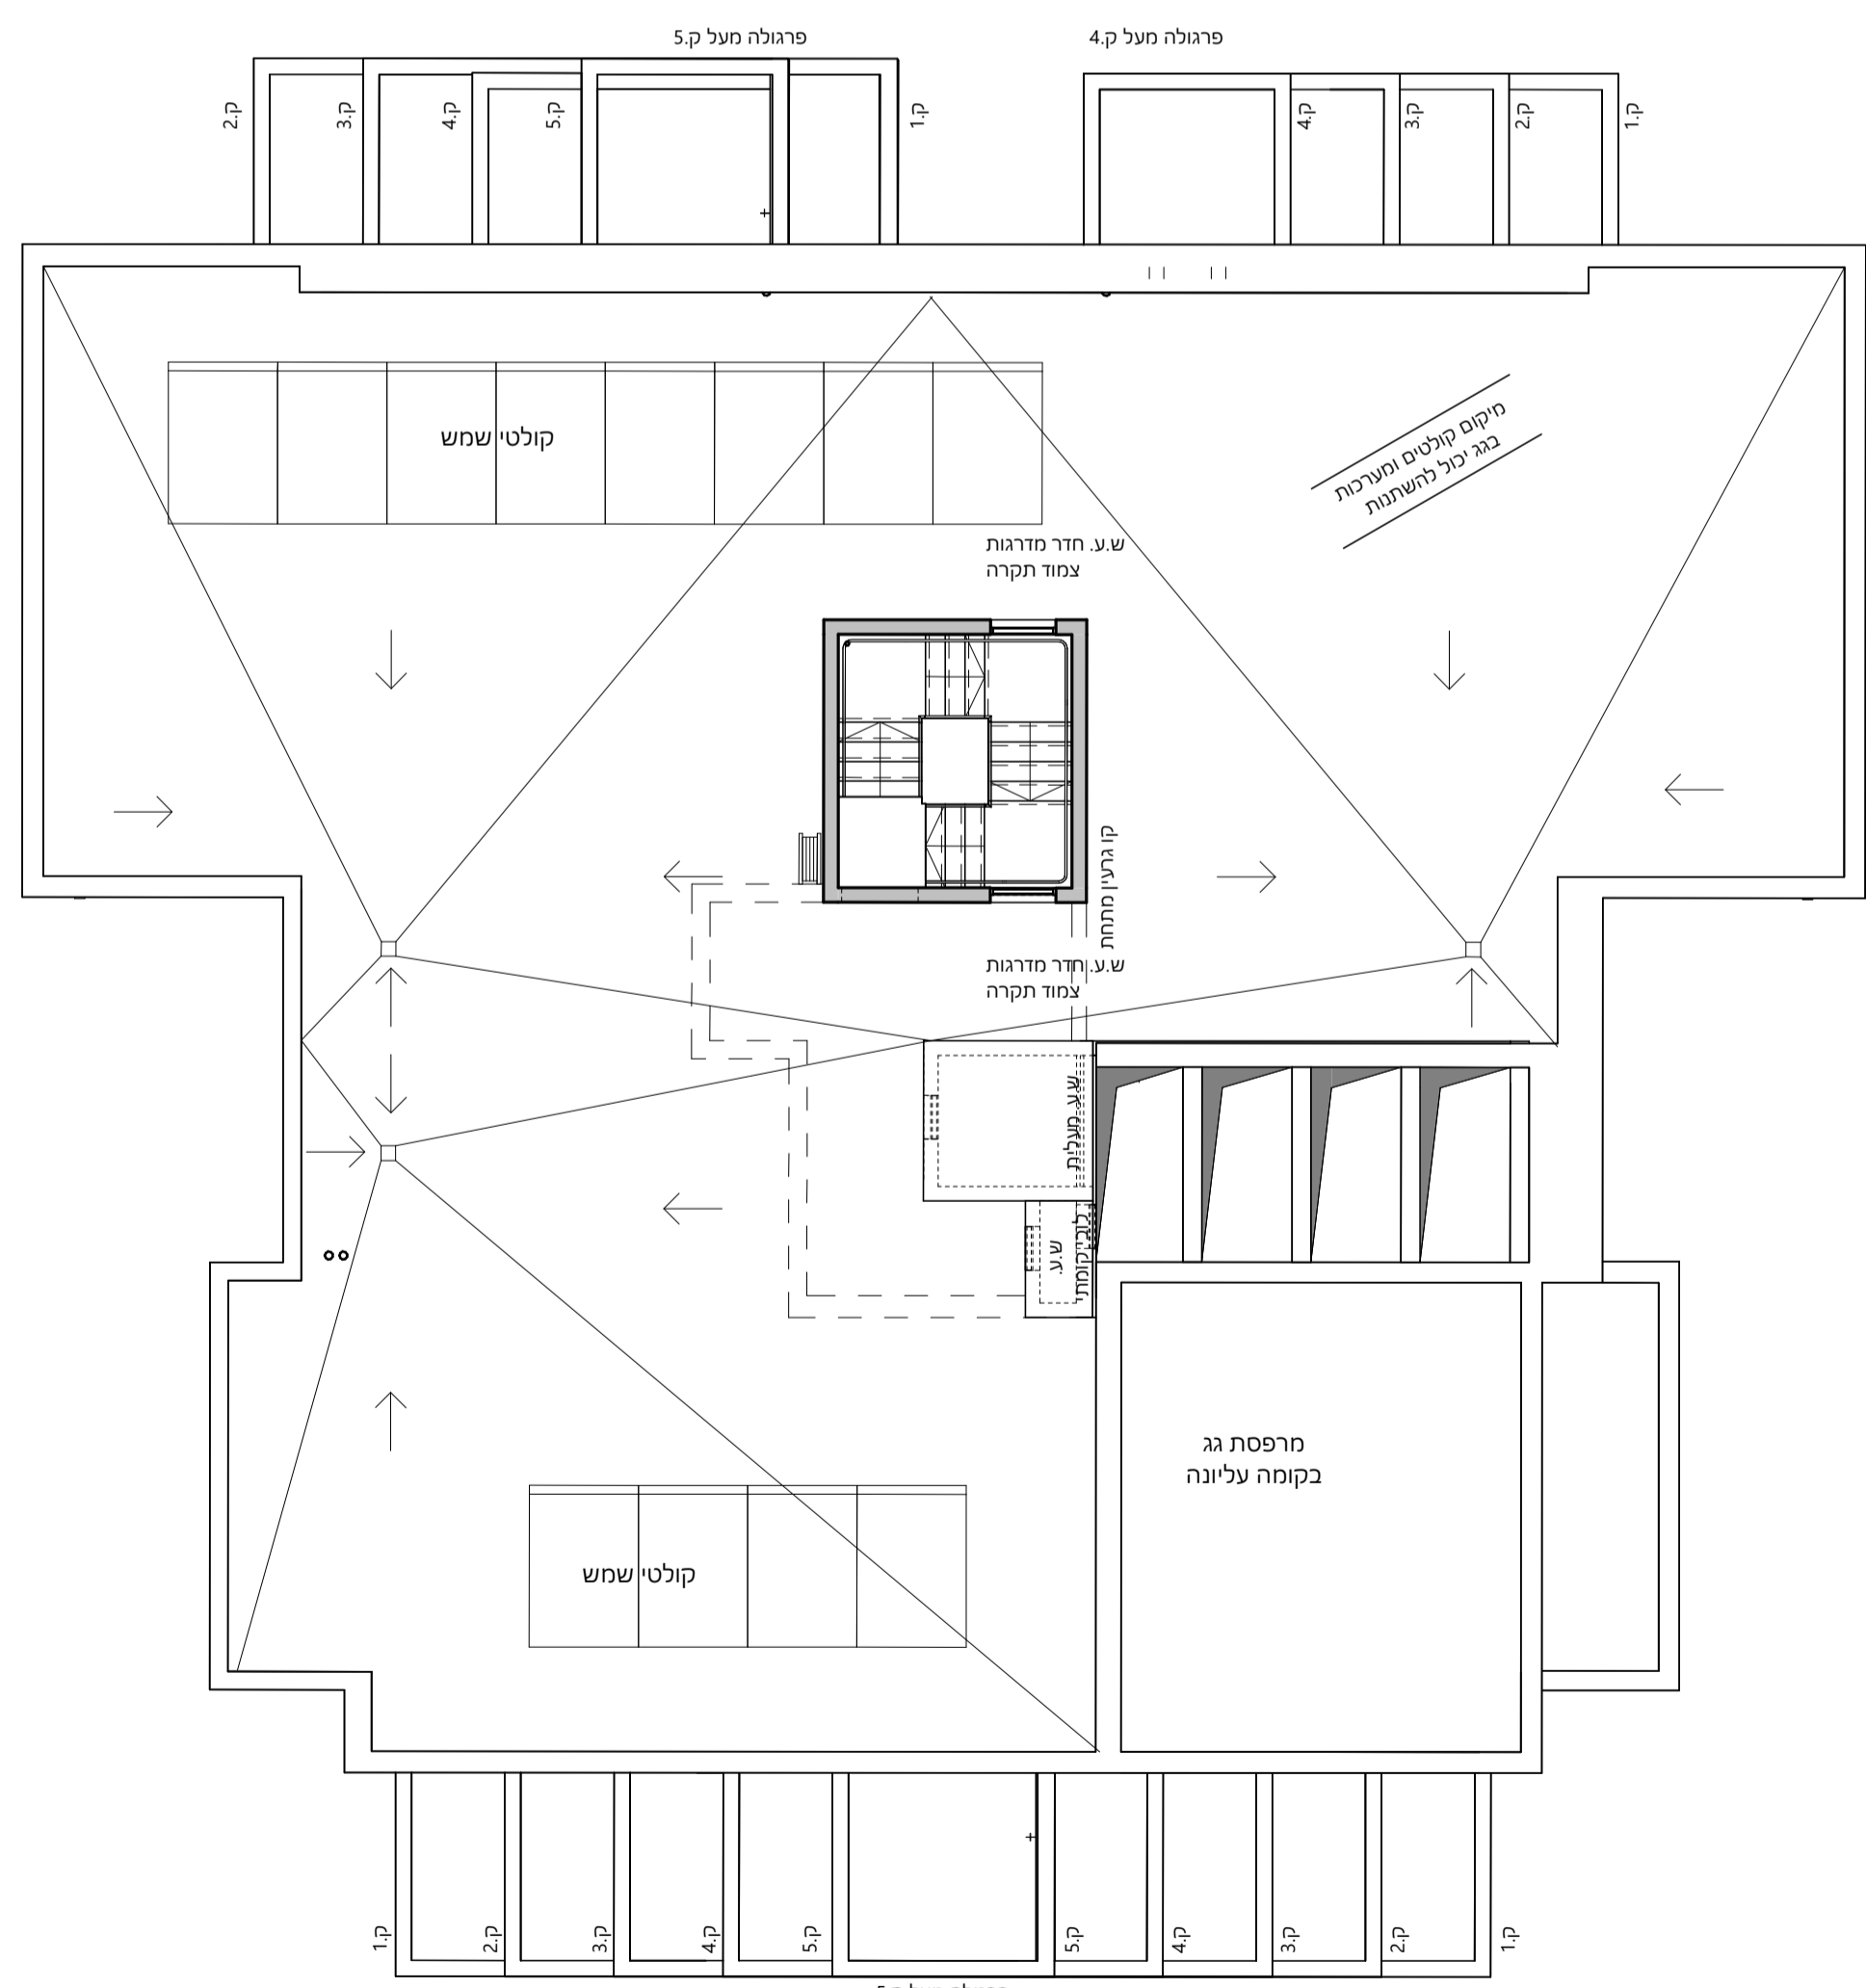 פרגולה מעל ק.5
פרגולה מעל ק.4
ק.2
ק.3
ק.4
ק.5
ק.1
ק.4
ק.3
ק.2
ק.1
קולטי שמש
מיקום קולטים ומערכות
בגג יכול להשתנות
ש.ע. חדר מדרגות
צמוד תקרה
קו גרעין מתחת
ש.ע. חדר מדרגות
צמוד תקרה
ש.ע. מעלית
ש.ע.
לובי קומתי
מרפסת גג
בקומה עליונה
קולטי שמש
ק.1
ק.2
ק.3
ק.4
ק.5
ק.5
ק.4
ק.3
ק.2
ק.1